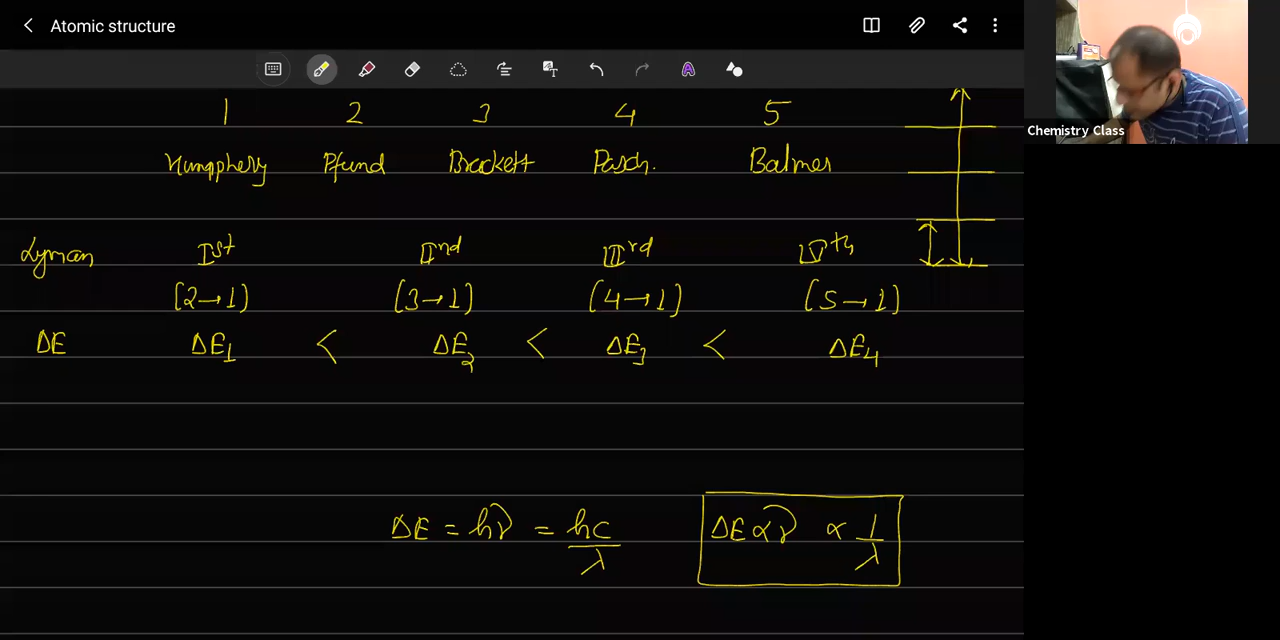 Atomic structure
Chemistry Class
1 2 3 4 5
Humphery Pfund Brackett Pasch. Balmer
Lyman Ist IInd IIIrd IVth
(2→1) (3→1) (4→1) (5→1)
ΔE ΔE1 < ΔE2 < ΔE3 < ΔE4
ΔE = hν = hc/λ ΔE ∝ ν ∝ 1/λ